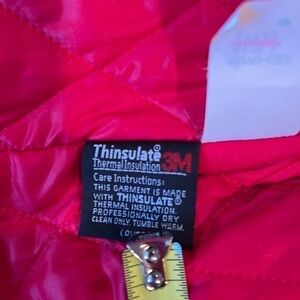 Thinsulate®
Thermal Insulation 3M
Care Instructions:
THIS GARMENT IS MADE
WITH THINSULATE®
THERMAL INSULATION.
PROFESSIONALLY DRY
CLEAN ONLY. TUMBLE WARM.